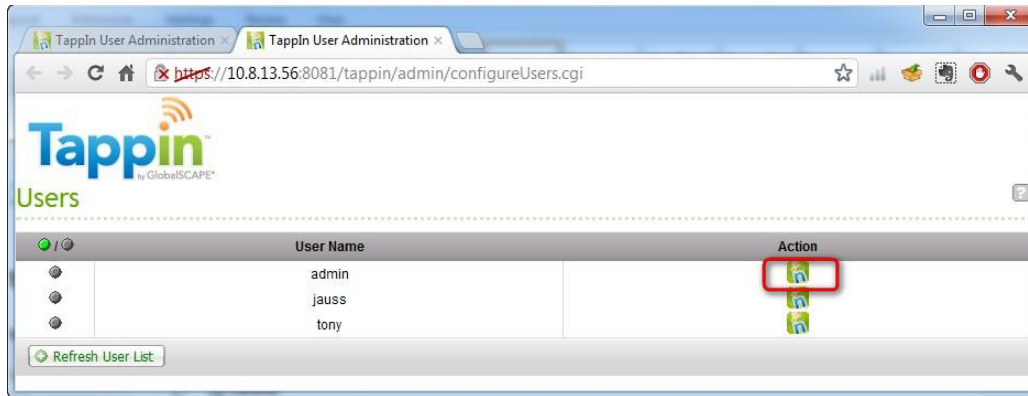 TappIn User Administration
TappIn User Administration
https://10.8.13.56:8081/tappin/admin/configureUsers.cgi
Tappin™
by GlobalSCAPE®
Users
?
/
User Name
Action
admin
jauss
tony
Refresh User List